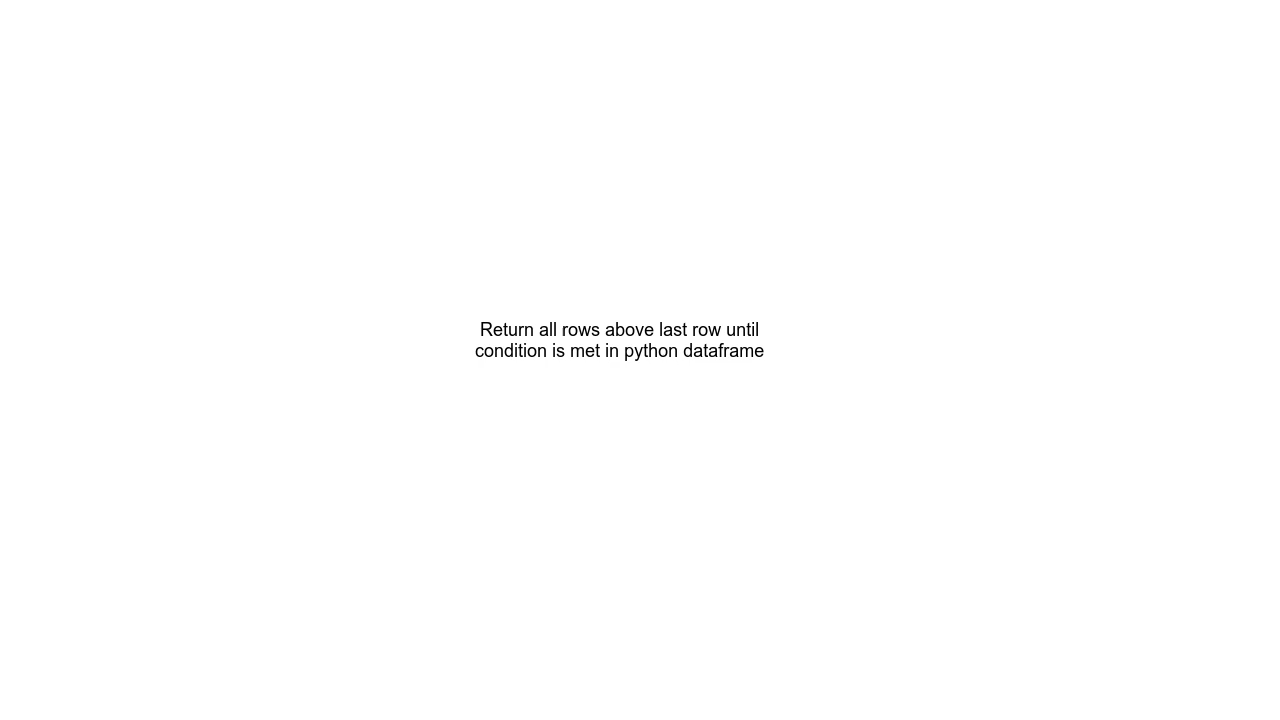 Return all rows above last row until
condition is met in python dataframe